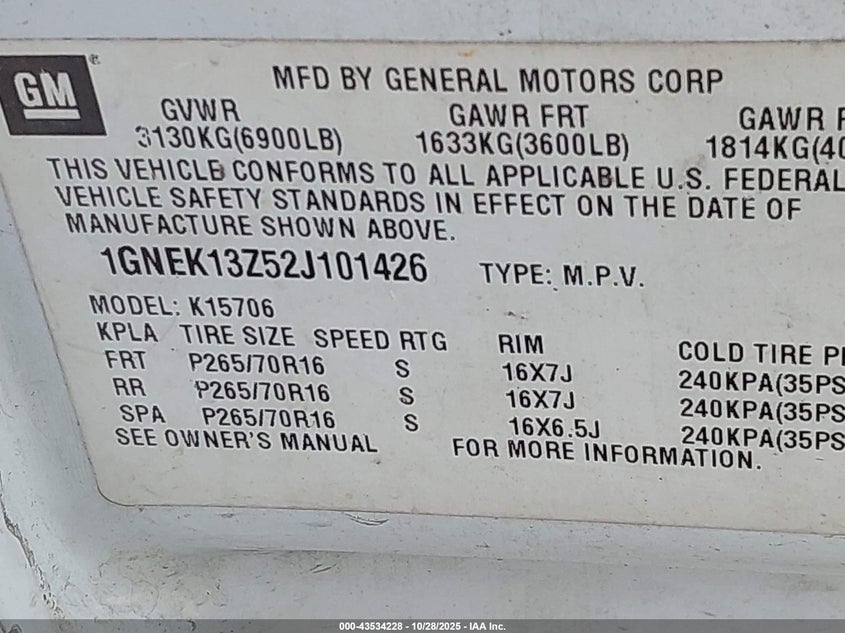 GM®
MFD BY GENERAL MOTORS CORP
GVWR GAWR FRT GAWR
3130KG(6900LB) 1633KG(3600LB) 1814KG(40
THIS VEHICLE CONFORMS TO ALL APPLICABLE U.S. FEDERAL
VEHICLE SAFETY STANDARDS IN EFFECT ON THE DATE OF
MANUFACTURE SHOWN ABOVE.
1GNEK13Z52J101426 TYPE: M.P.V.
MODEL: K15706
KPLA TIRE SIZE SPEED RTG RIM COLD TIRE
FRT P265/70R16 S 16X7J 240KPA(35PS
RR P265/70R16 S 16X7J 240KPA(35PS
SPA P265/70R16 S 16X6.5J 240KPA(35PS
SEE OWNER'S MANUAL FOR MORE INFORMATION.
000-43534228 - 10/28/2025 - IAA Inc.